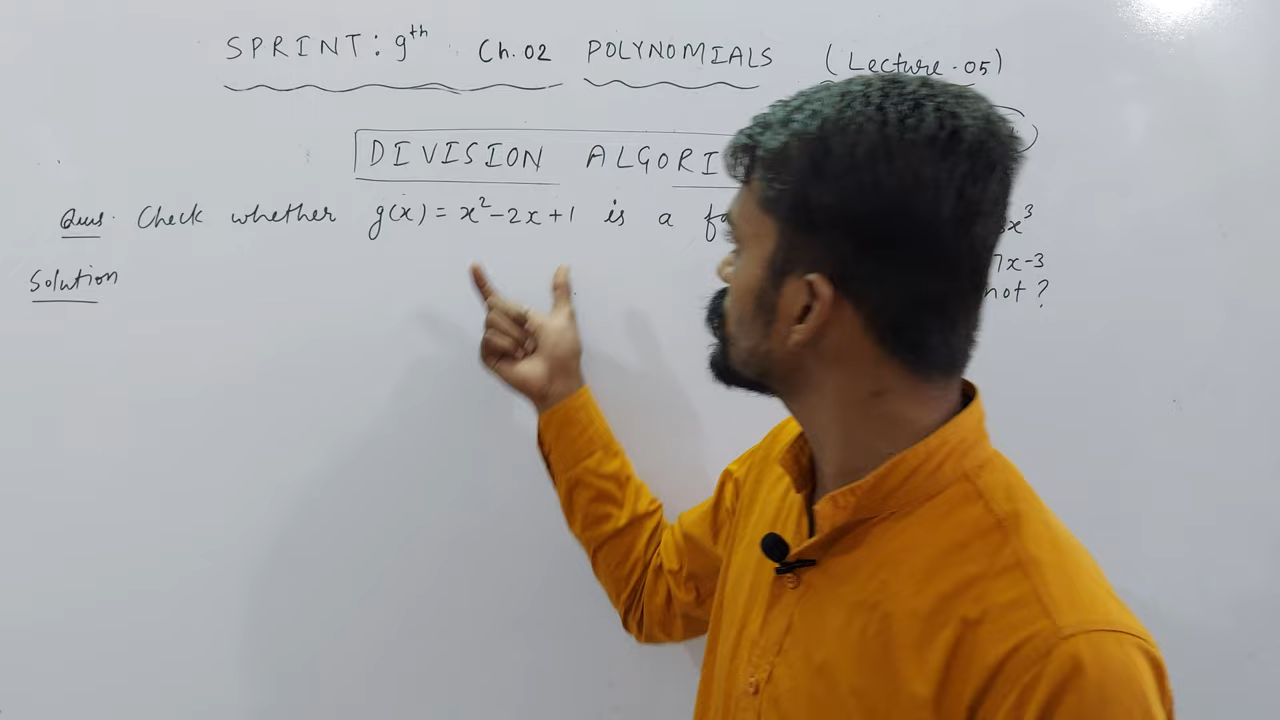 SPRINT: 9th Ch. 02 POLYNOMIALS (Lecture - 05)
DIVISION ALGORI
Ques. Check whether g(x) = x² - 2x + 1 is a fa x³
7x - 3
Solution not ?